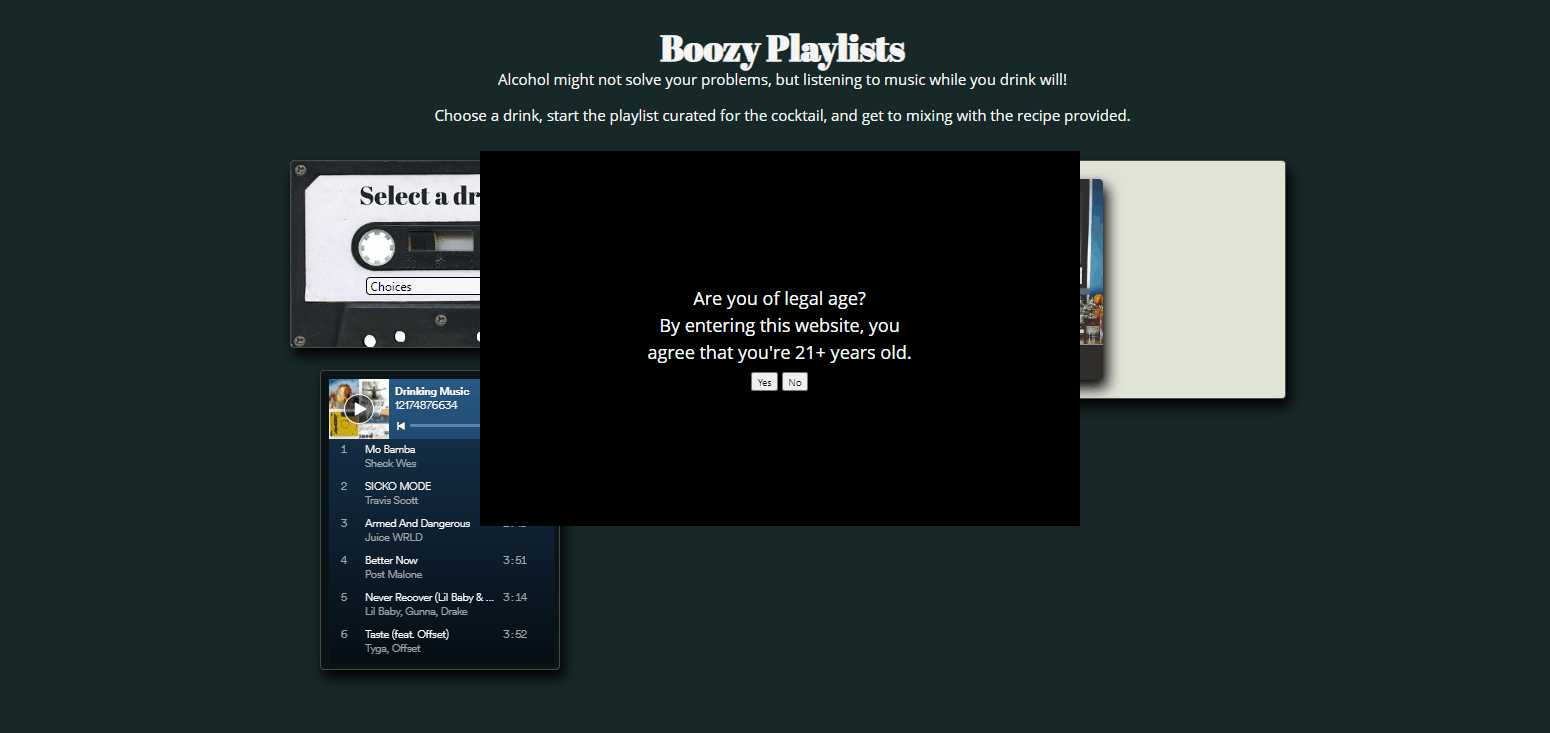 Boozy Playlists
Alcohol might not solve your problems, but listening to music while you drink will!
Choose a drink, start the playlist curated for the cocktail, and get to mixing with the recipe provided.
Select a dr
Choices
Are you of legal age?
By entering this website, you
agree that you're 21+ years old.
Yes No
Drinking Music
12174876634
1 Mo Bamba
Sheck Wes
2 SICKO MODE
Travis Scott
3 Armed And Dangerous
Juice WRLD
4 Better Now 3:51
Post Malone
5 Never Recover (Lil Baby & ... 3:14
Lil Baby, Gunna, Drake
6 Taste (feat. Offset) 3:52
Tyga, Offset